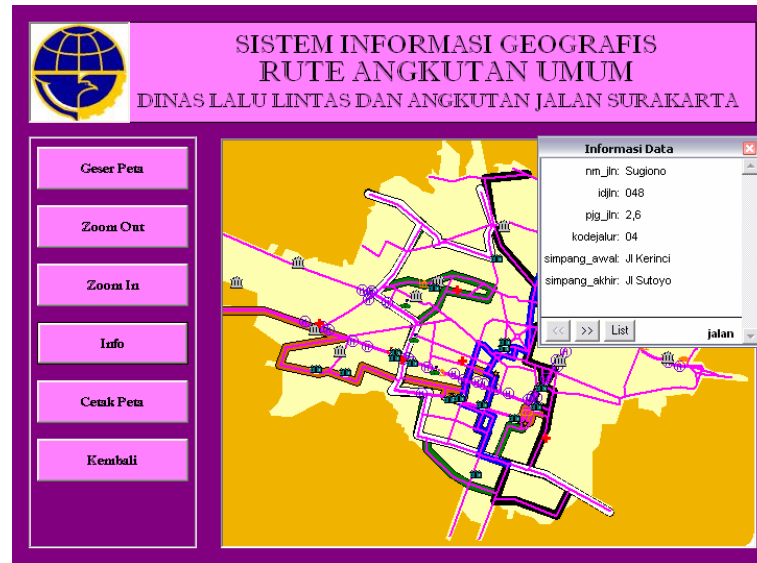 SISTEM INFORMASI GEOGRAFIS
RUTE ANGKUTAN UMUM
DINAS LALU LINTAS DAN ANGKUTAN JALAN SURAKARTA
Geser Peta
Zoom Out
Zoom In
Info
Cetak Peta
Kembali
Informasi Data
nm_jln: Sugiono
idjln: 048
pjg_jln: 2,6
kodejalur: 04
simpang_awal: Jl Kerinci
simpang_akhir: Jl Sutoyo
<< >> List jalan